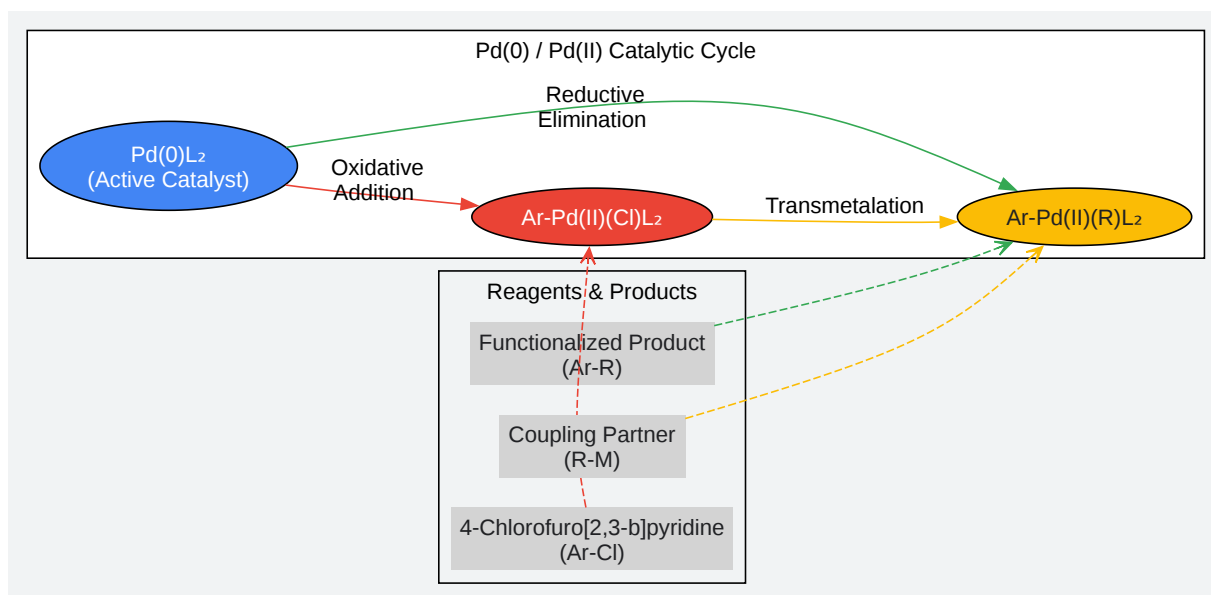 Pd(0) / Pd(II) Catalytic Cycle
Reductive
Elimination
Pd(0)L₂
(Active Catalyst)
Oxidative
Addition
Ar-Pd(II)(Cl)L₂
Transmetalation
Ar-Pd(II)(R)L₂
Reagents & Products
Functionalized Product
(Ar-R)
Coupling Partner
(R-M)
4-Chlorofuro[2,3-b]pyridine
(Ar-Cl)